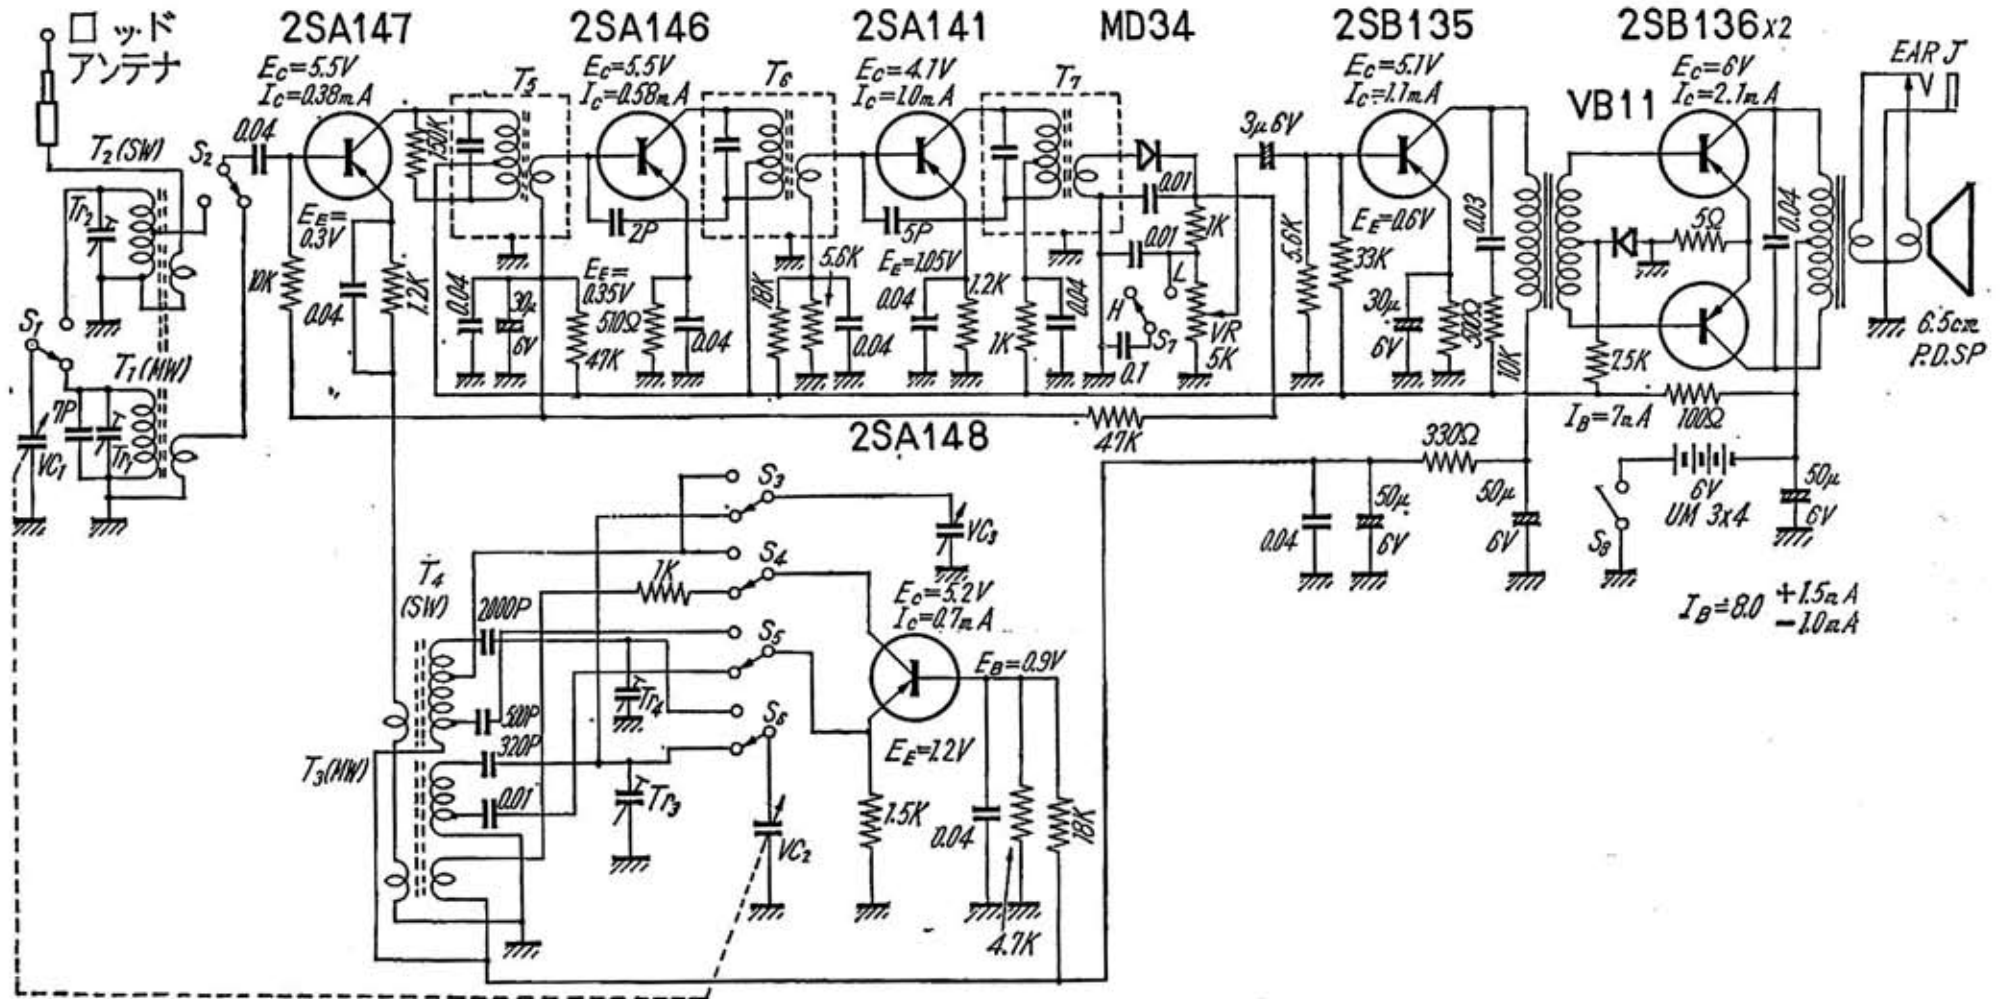 ロッド
アンテナ
2SA147
2SA146
2SA141
MD34
2SB135
2SB136x2
EC=5.5V
IC=0.38mA
EC=5.5V
IC=0.58mA
EC=4.1V
IC=1.0mA
EC=5.1V
IC=1.1mA
EC=6V
IC=2.1mA
EAR J
VB11
T5
T6
T7
T2(SW)
S2
0.04
150K
3μ6V
Tr2
EE=
0.3V
10K
0.04
1.2K
2P
5P
0.01
0.01
1K
5.6K
33K
EE=0.6V
0.03
5Ω
0.04
0.04
30μ
6V
EE=
0.35V
510Ω
47K
0.04
18K
5.6K
0.04
EE=1.05V
0.04
1.2K
1K
0.04
H
L
S7
0.1
VR
5K
30μ
6V
500Ω
10K
6.5cm
P.D.SP
S1
T1(MW)
7P
VC1
Tr1
47K
IB=7mA
100Ω
2SA148
330Ω
S3
VC3
0.04
50μ
6V
50μ
6V
S8
6V
UM 3x4
50μ
6V
IB=8.0 +1.5mA
-1.0mA
T4
(SW)
1K
S4
EC=5.2V
IC=0.7mA
2000P
S5
EB=0.9V
Tr4
500P
320P
S6
EE=1.2V
T3(MW)
0.01
Tr3
VC2
1.5K
0.04
18K
4.7K